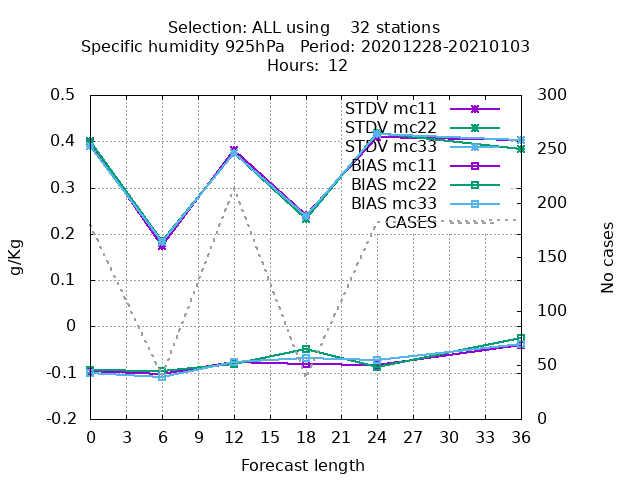 Selection: ALL using    32 stations
Specific humidity 925hPa   Period: 20201228-20210103
Hours: 12
0.5
0.4
0.3
0.2
0.1
0
-0.1
-0.2
g/Kg
STDV mc11
STDV mc22
STDV mc33
BIAS mc11
BIAS mc22
BIAS mc33
CASES
300
250
200
150
100
50
0
No cases
0 3 6 9 12 15 18 21 24 27 30 33 36
Forecast length